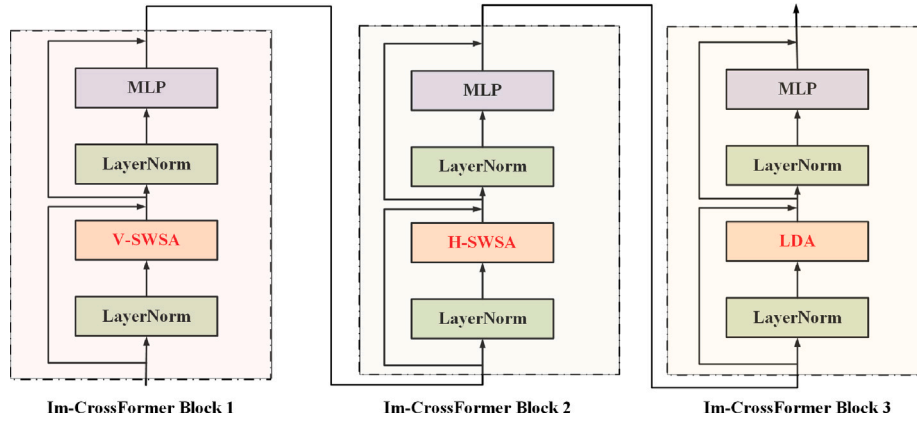 MLP
LayerNorm
V-SWSA
LayerNorm
Im-CrossFormer Block 1
MLP
LayerNorm
H-SWSA
LayerNorm
Im-CrossFormer Block 2
MLP
LayerNorm
LDA
LayerNorm
Im-CrossFormer Block 3